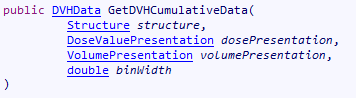 public DVHData GetDVHCumulativeData(
Structure structure,
DoseValuePresentation dosePresentation,
VolumePresentation volumePresentation,
double binWidth
)